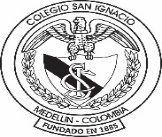 COLEGIO SAN IGNACIO
MEDELLIN - COLOMBIA
FUNDADO EN 1885